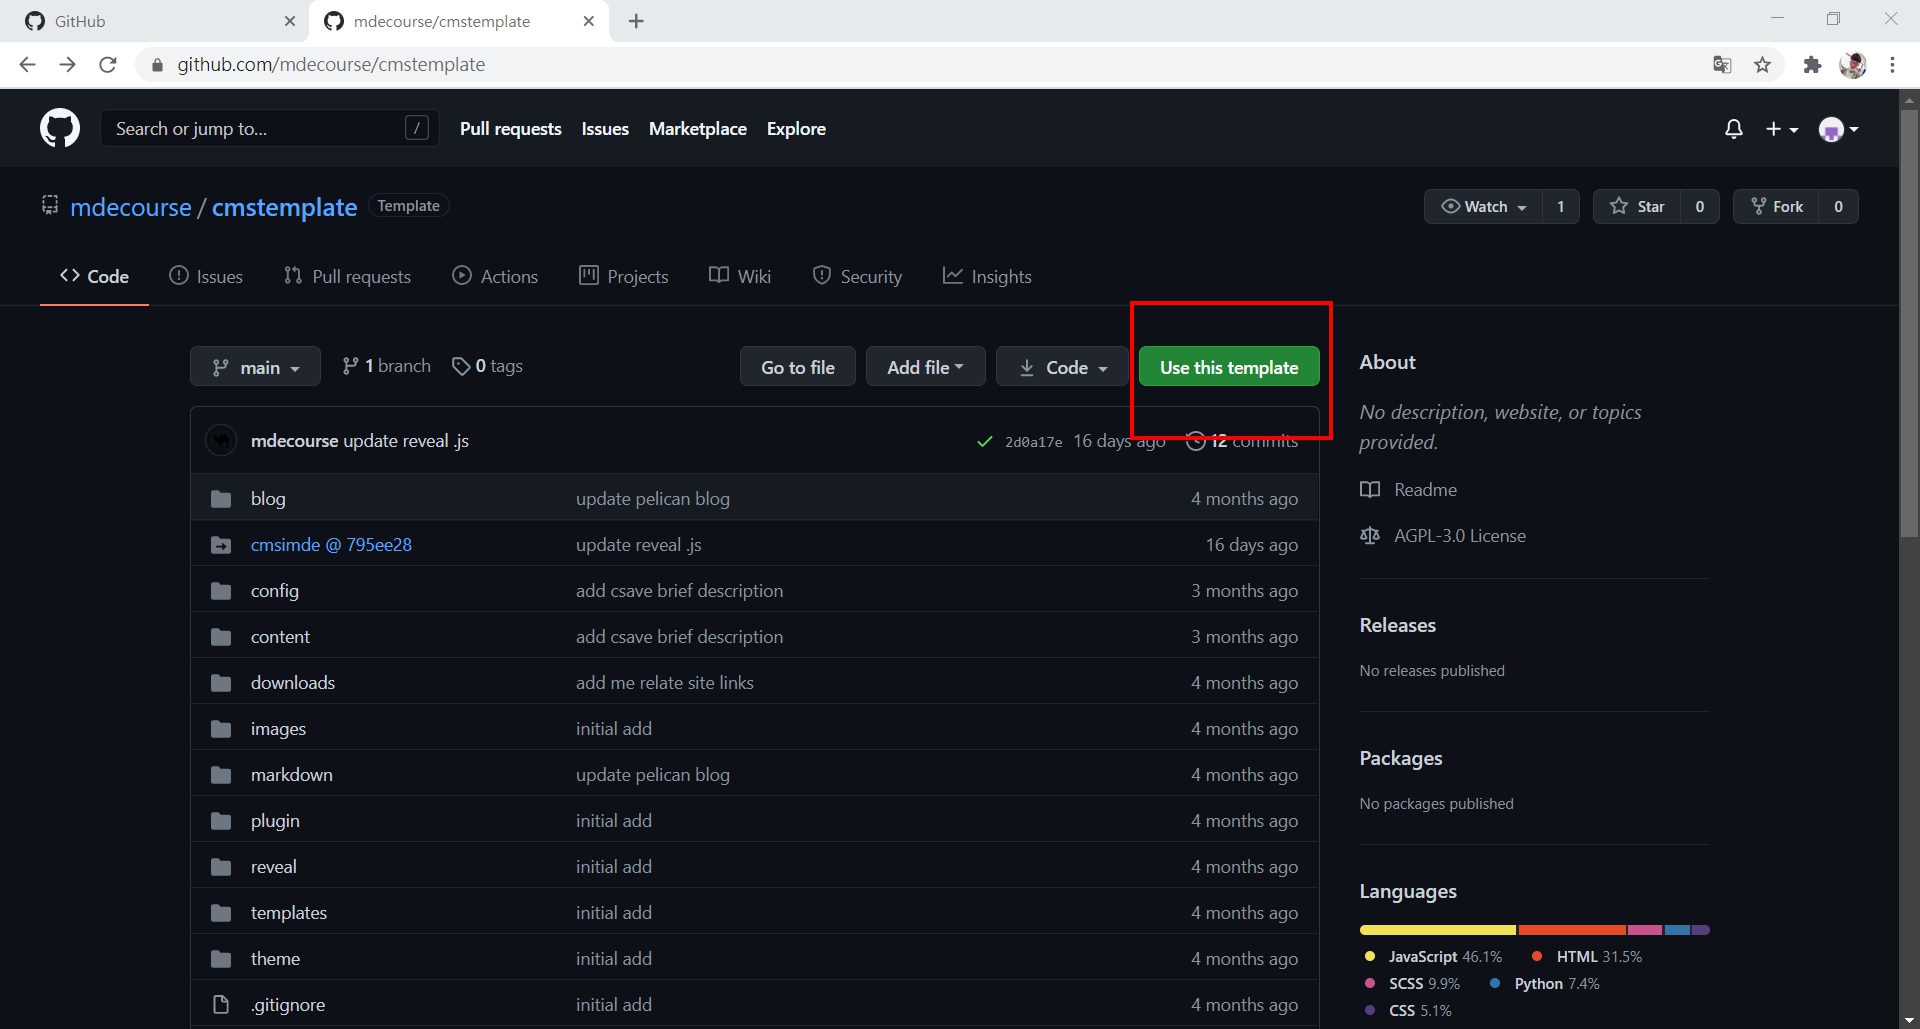 GitHub
mdecourse/cmstemplate
github.com/mdecourse/cmstemplate
Search or jump to... /
Pull requests Issues Marketplace Explore
mdecourse / cmstemplate Template
Watch 1 Star 0 Fork 0
Code Issues Pull requests Actions Projects Wiki Security Insights
main 1 branch 0 tags Go to file Add file Code Use this template
mdecourse update reveal .js 2d0a17e 16 days ago 12 commits
blog update pelican blog 4 months ago
cmsimde @ 795ee28 update reveal .js 16 days ago
config add csave brief description 3 months ago
content add csave brief description 3 months ago
downloads add me relate site links 4 months ago
images initial add 4 months ago
markdown update pelican blog 4 months ago
plugin initial add 4 months ago
reveal initial add 4 months ago
templates initial add 4 months ago
theme initial add 4 months ago
.gitignore initial add 4 months ago
About
No description, website, or topics
provided.
Readme
AGPL-3.0 License
Releases
No releases published
Packages
No packages published
Languages
JavaScript 46.1% HTML 31.5%
SCSS 9.9% Python 7.4%
CSS 5.1%